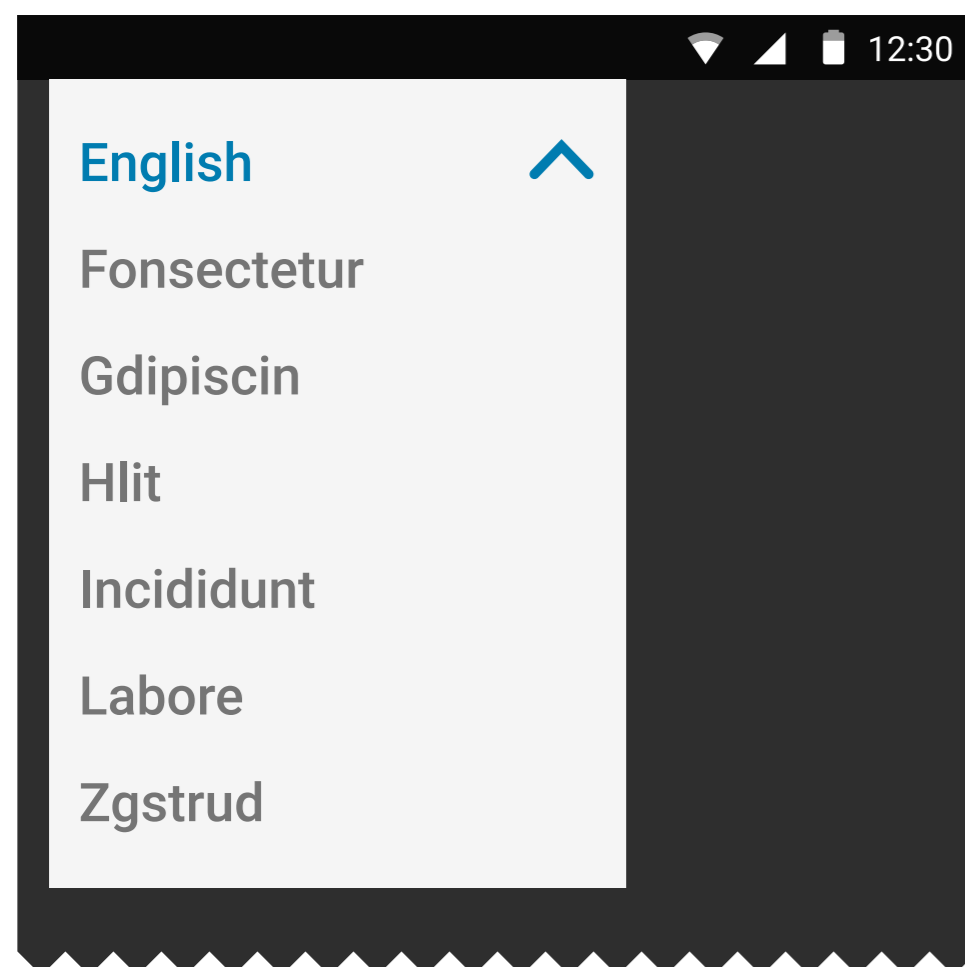 12:30
English
Fonsectetur
Gdipiscin
Hlit
Incididunt
Labore
Zgstrud